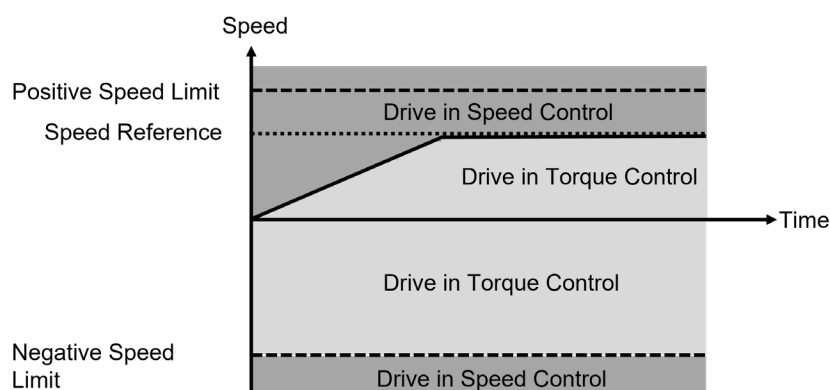 Speed
Positive Speed Limit
Drive in Speed Control
Speed Reference
Drive in Torque Control
Time
Drive in Torque Control
Negative Speed
Limit
Drive in Speed Control